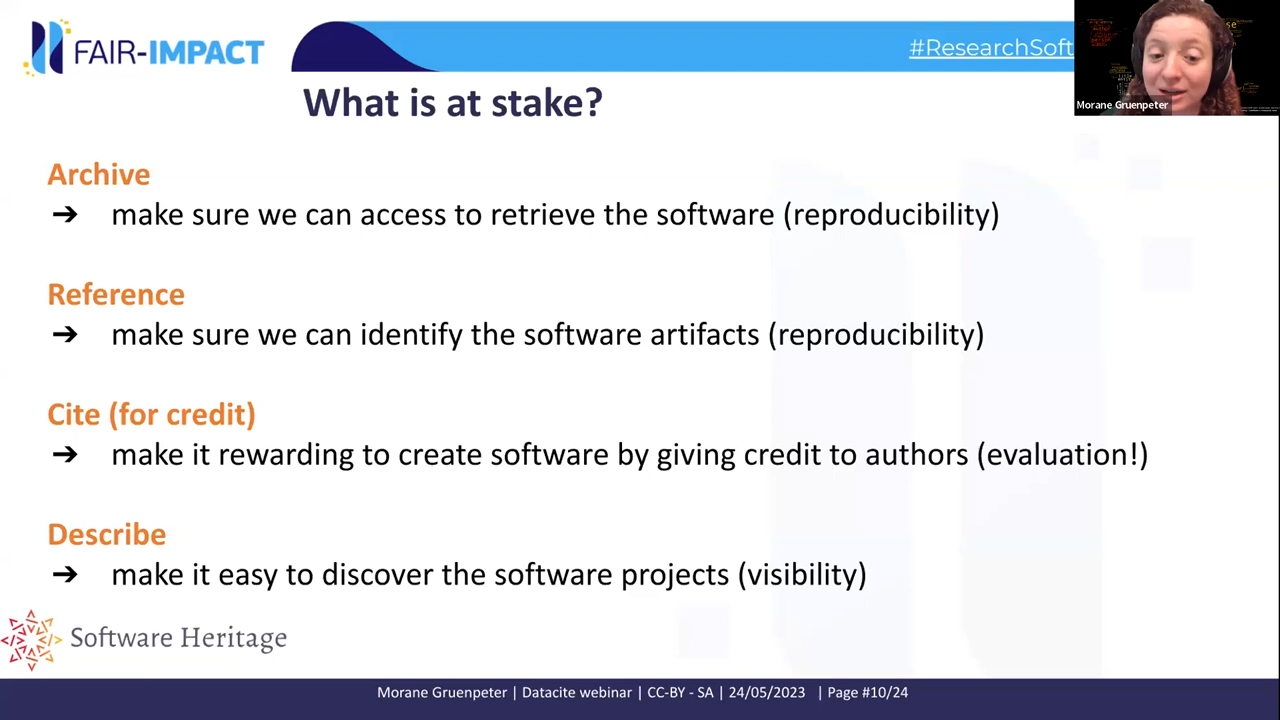 FAIR-IMPACT
#ResearchSoft
Morane Gruenpeter
What is at stake?
Archive
➔ make sure we can access to retrieve the software (reproducibility)
Reference
➔ make sure we can identify the software artifacts (reproducibility)
Cite (for credit)
➔ make it rewarding to create software by giving credit to authors (evaluation!)
Describe
➔ make it easy to discover the software projects (visibility)
Software Heritage
Morane Gruenpeter | Datacite webinar | CC-BY - SA | 24/05/2023 | Page #10/24